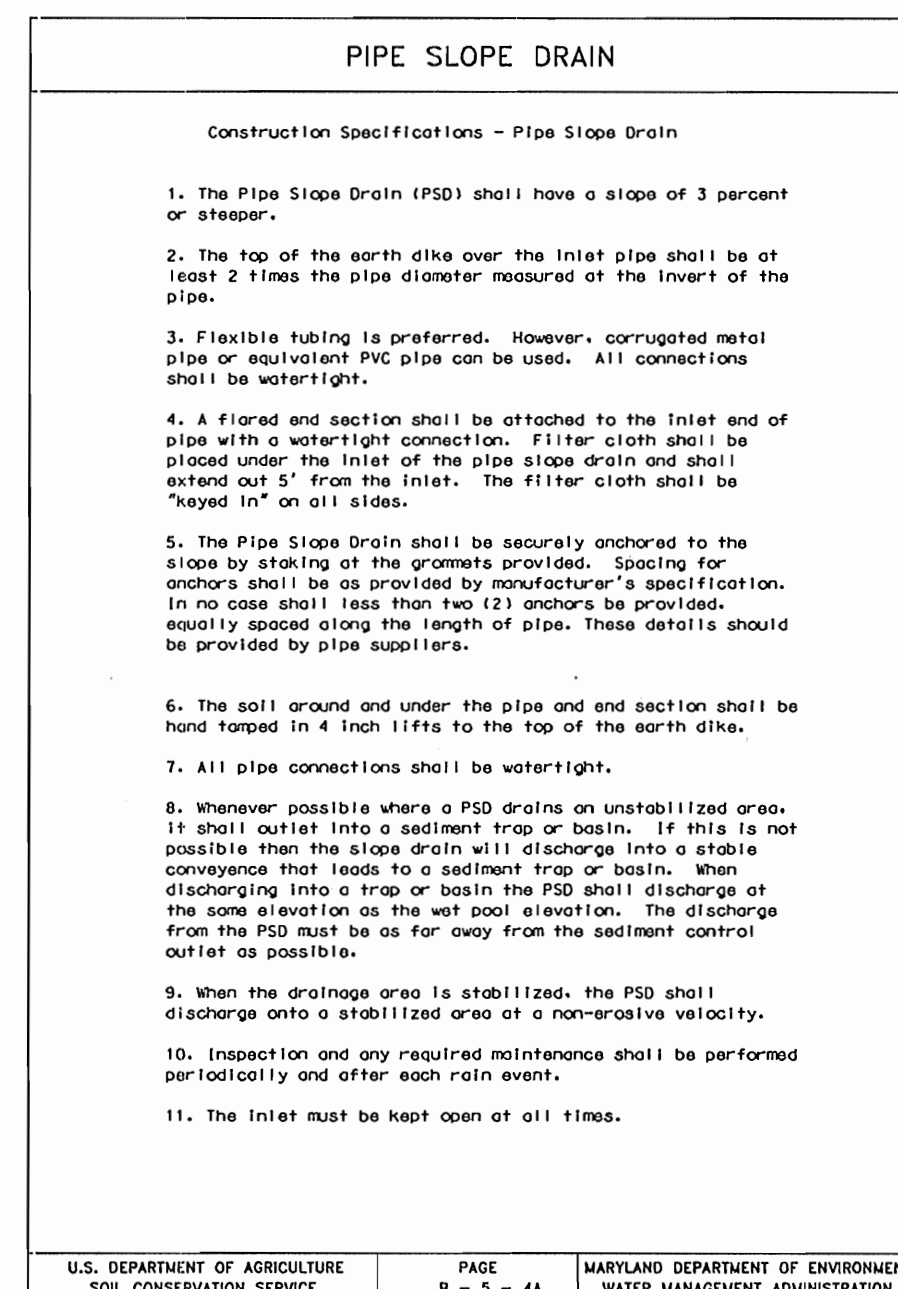 PIPE SLOPE DRAIN
Construction Specifications - Pipe Slope Drain
1. The Pipe Slope Drain (PSD) shall have a slope of 3 percent
or steeper.
2. The top of the earth dike over the inlet pipe shall be at
least 2 times the pipe diameter measured at the invert of the
pipe.
3. Flexible tubing is preferred. However, corrugated metal
pipe or equivalent PVC pipe can be used. All connections
shall be watertight.
4. A flared end section shall be attached to the inlet end of
pipe with a watertight connection. Filter cloth shall be
placed under the inlet of the pipe slope drain and shall
extend out 5' from the inlet. The filter cloth shall be
"keyed in" on all sides.
5. The Pipe Slope Drain shall be securely anchored to the
slope by staking at the grommets provided. Spacing for
anchors shall be as provided by manufacturer's specification.
In no case shall less than two (2) anchors be provided,
equally spaced along the length of pipe. These details should
be provided by pipe suppliers.
6. The soil around and under the pipe and end section shall be
hand tamped in 4 inch lifts to the top of the earth dike.
7. All pipe connections shall be watertight.
8. Whenever possible where a PSD drains an unstabilized area,
it shall outlet into a sediment trap or basin. If this is not
possible then the slope drain will discharge into a stable
conveyence that leads to a sediment trap or basin. When
discharging into a trap or basin the PSD shall discharge at
the same elevation as the wet pool elevation. The discharge
from the PSD must be as far away from the sediment control
outlet as possible.
9. When the drainage area is stabilized, the PSD shall
discharge onto a stabilized area at a non-erosive velocity.
10. Inspection and any required maintenance shall be performed
periodically and after each rain event.
11. The inlet must be kept open at all times.
U.S. DEPARTMENT OF AGRICULTURE
SOIL CONSERVATION SERVICE
PAGE
B - 5 - 4A
MARYLAND DEPARTMENT OF ENVIRONMEN
WATER MANAGEMENT ADMINISTRATION